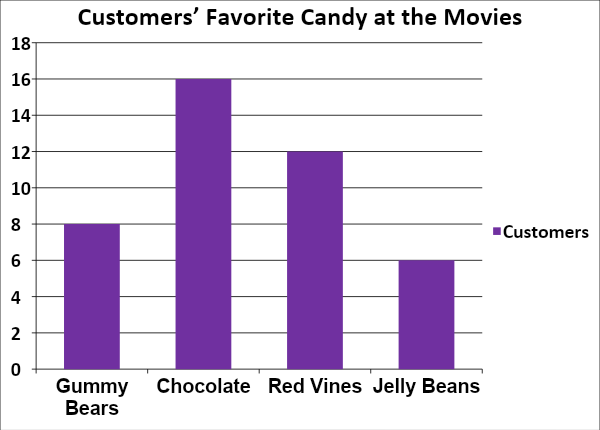 Customers’ Favorite Candy at the Movies
18
16
14
12
10
8
6
4
2
0
Gummy
Bears
Chocolate
Red Vines
Jelly Beans
Customers